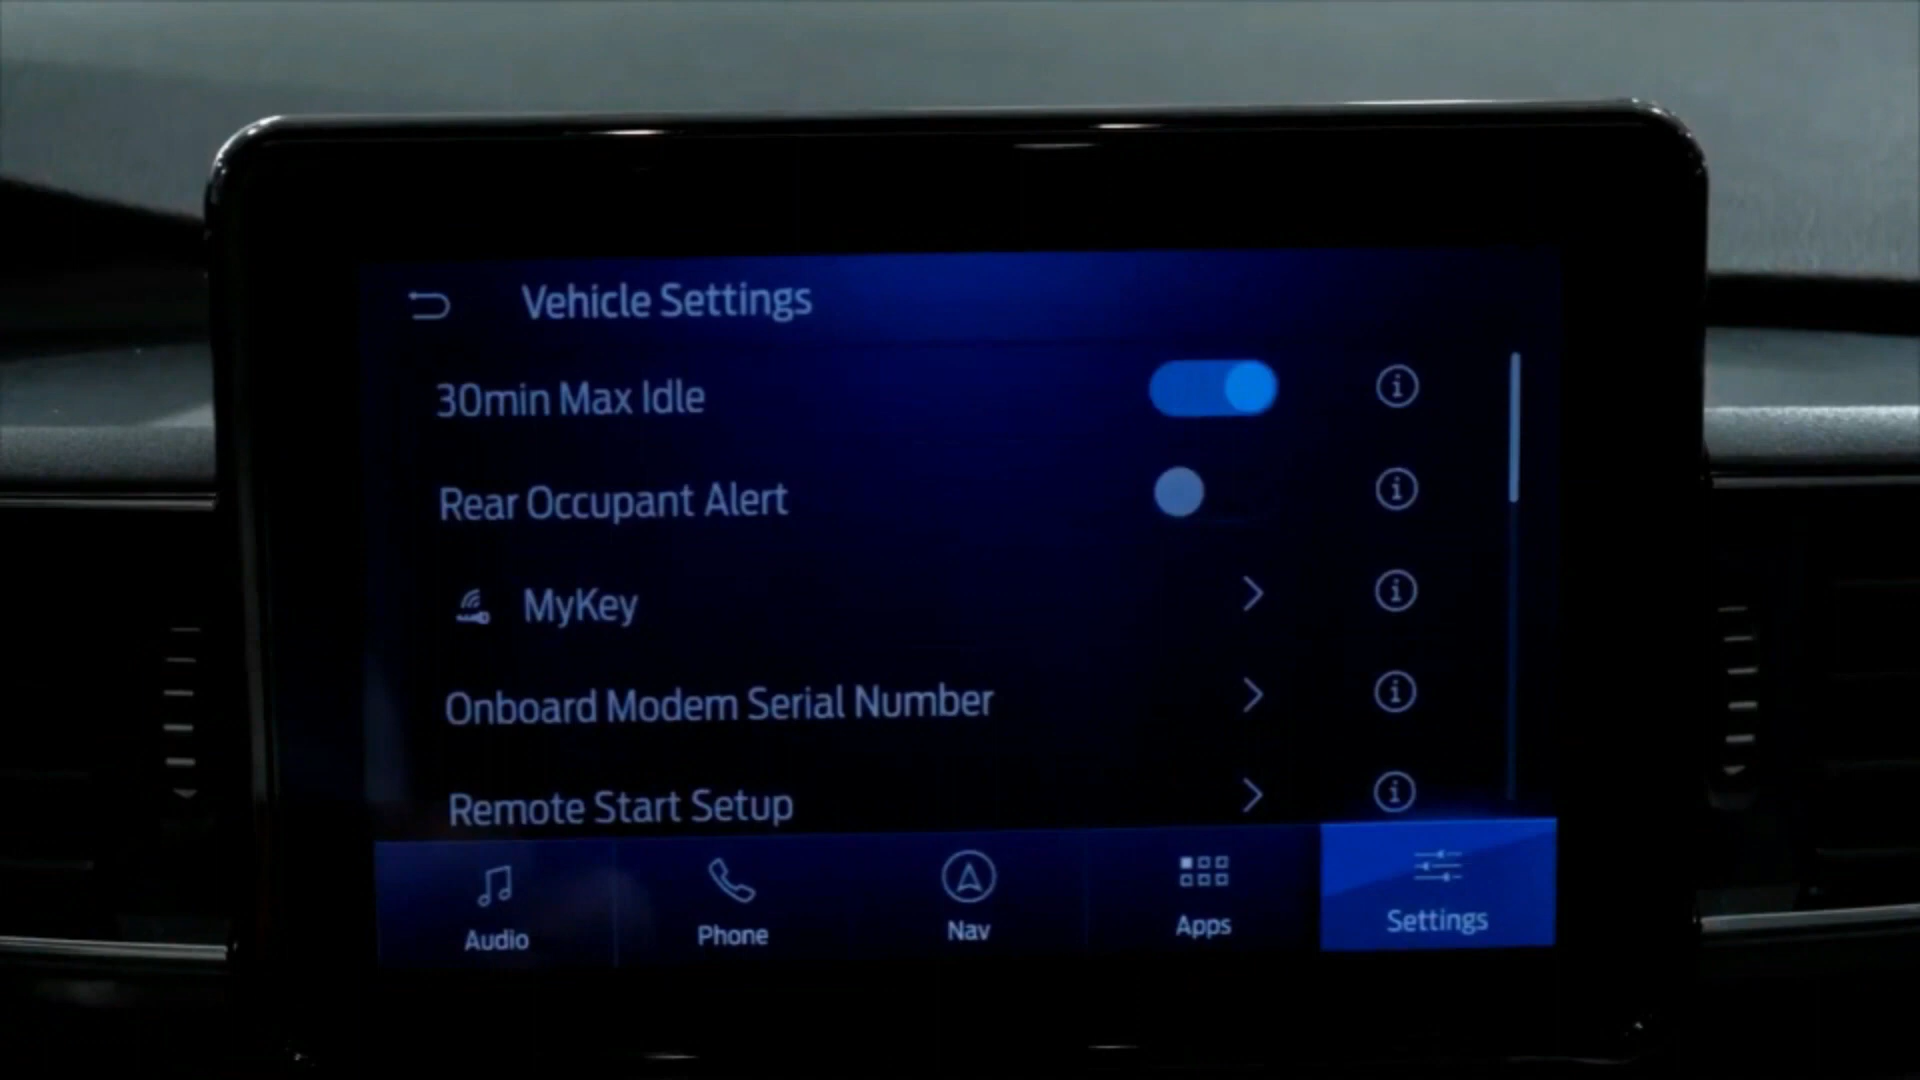 Vehicle Settings
30min Max Idle
Rear Occupant Alert
MyKey
Onboard Modem Serial Number
Remote Start Setup
Audio
Phone
Nav
Apps
Settings